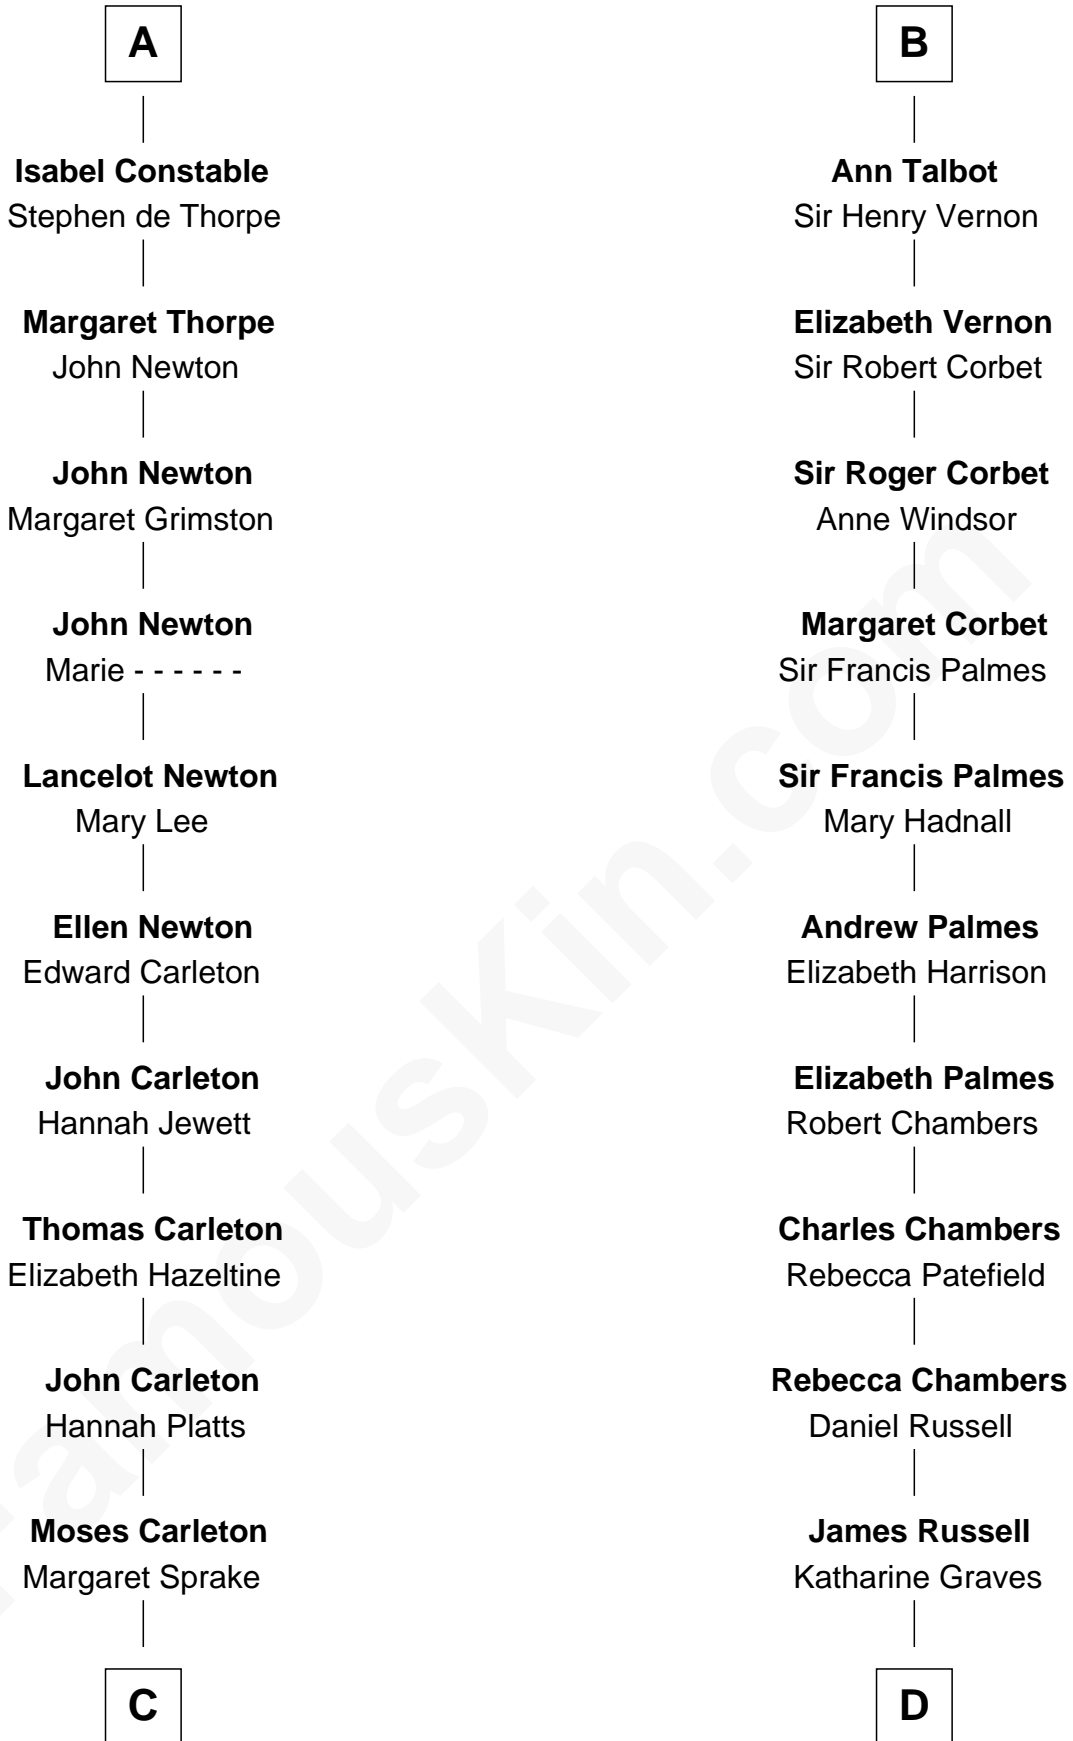 A
Isabel Constable
Stephen de Thorpe
Margaret Thorpe
John Newton
John Newton
Margaret Grimston
John Newton
Marie - - - - - -
Lancelot Newton
Mary Lee
Ellen Newton
Edward Carleton
John Carleton
Hannah Jewett
Thomas Carleton
Elizabeth Hazeltine
John Carleton
Hannah Platts
Moses Carleton
Margaret Sprake
C
B
Ann Talbot
Sir Henry Vernon
Elizabeth Vernon
Sir Robert Corbet
Sir Roger Corbet
Anne Windsor
Margaret Corbet
Sir Francis Palmes
Sir Francis Palmes
Mary Hadnall
Andrew Palmes
Elizabeth Harrison
Elizabeth Palmes
Robert Chambers
Charles Chambers
Rebecca Patefield
Rebecca Chambers
Daniel Russell
James Russell
Katharine Graves
D
FamousKin.com